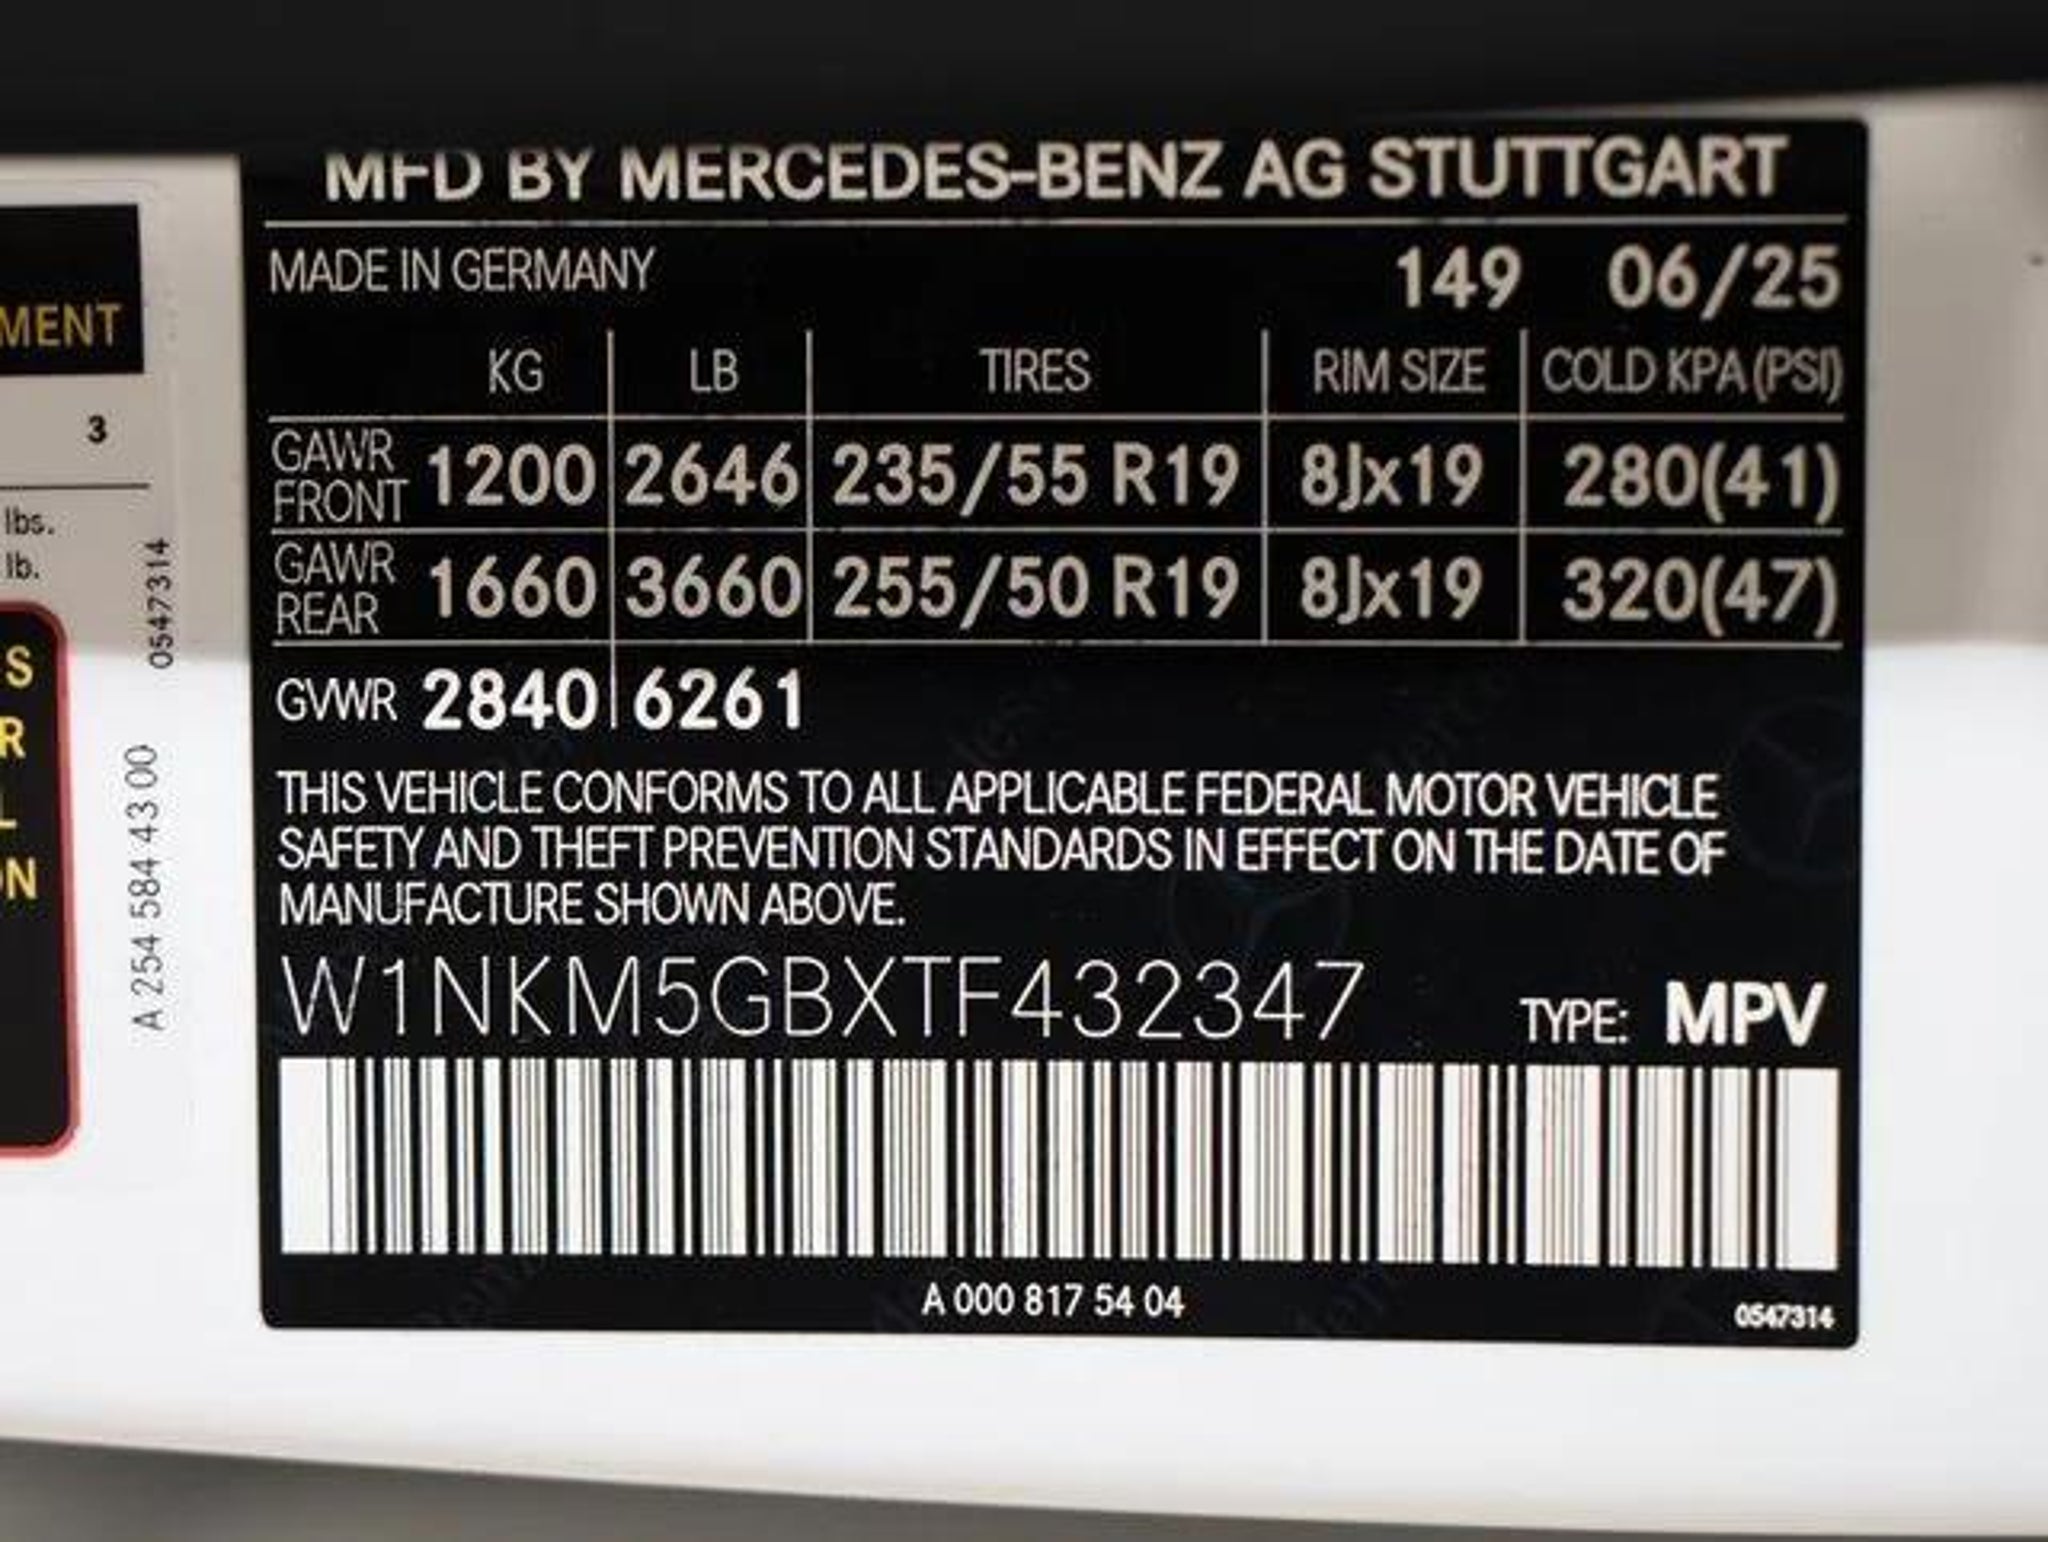 MFD BY MERCEDES-BENZ AG STUTTGART
MADE IN GERMANY 149 06/25
KG LB TIRES RIM SIZE COLD KPA (PSI)
GAWR FRONT 1200 2646 235/55 R19 8Jx19 280(41)
GAWR REAR 1660 3660 255/50 R19 8Jx19 320(47)
GVWR 2840 6261
THIS VEHICLE CONFORMS TO ALL APPLICABLE FEDERAL MOTOR VEHICLE
SAFETY AND THEFT PREVENTION STANDARDS IN EFFECT ON THE DATE OF
MANUFACTURE SHOWN ABOVE.
W1NKM5GBXTF432347 TYPE: MPV
A 000 817 54 04 0547314
MENT
3
lbs.
lb.
S
R
L
ON
A 254 584 43 00 0547314